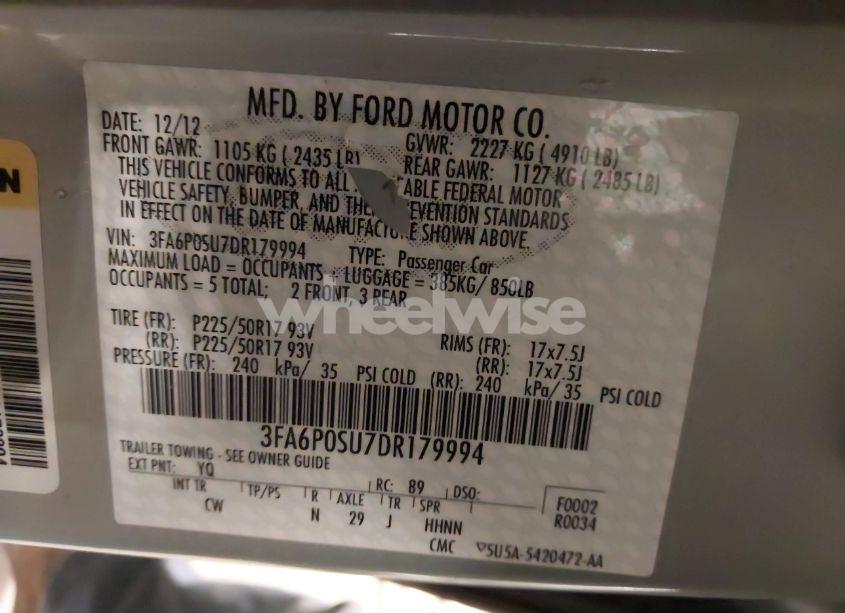 MFD. BY FORD MOTOR CO.
DATE: 12/12
GVWR: 2227 KG ( 4910 LB)
FRONT GAWR: 1105 KG ( 2435 LB)
REAR GAWR: 1127 KG ( 2485 LB)
THIS VEHICLE CONFORMS TO ALL ABLE FEDERAL MOTOR
VEHICLE SAFETY, BUMPER, AND THE EVENTION STANDARDS
IN EFFECT ON THE DATE OF MANUFACTURE SHOWN ABOVE.
VIN: 3FA6P0SU7DR179994
TYPE: Passenger Car
MAXIMUM LOAD = OCCUPANTS + LUGGAGE = 385KG/ 850LB
OCCUPANTS = 5 TOTAL: 2 FRONT, 3 REAR
wheelwise
TIRE (FR): P225/50R17 93V
RIMS (FR): 17x7.5J
(RR): P225/50R17 93V
(RR): 17x7.5J
PRESSURE (FR): 240 kPa/ 35 PSI COLD (RR): 240 kPa/ 35 PSI COLD
3FA6P0SU7DR179994
TRAILER TOWING - SEE OWNER GUIDE
EXT PNT: YQ RC: 89 DSO:
INT TR TP/PS R AXLE TR SPR
CW N 29 J HHNN
F0002
R0034
CMC 5U5A-5420472-AA
N